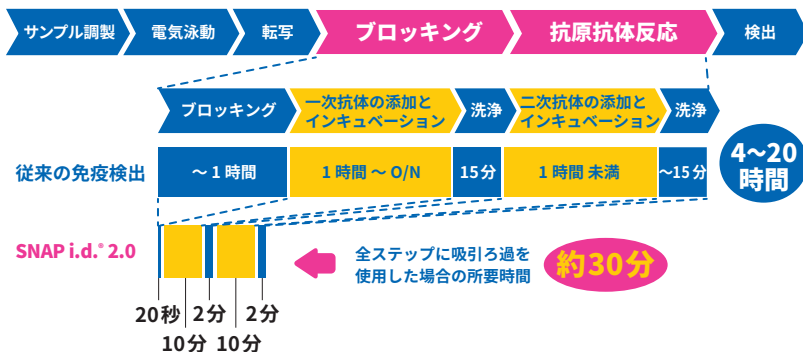 サンプル調製 電気泳動 転写 ブロッキング 抗原抗体反応 検出
ブロッキング 一次抗体の添加と インキュベーション 洗浄 二次抗体の添加と インキュベーション 洗浄
従来の免疫検出 ～1時間 1時間～O/N 15分 1時間 未満 ～15分
4～20
時間
SNAP i.d.® 2.0
全ステップに吸引ろ過を
使用した場合の所要時間
約30分
20秒 2分 2分
10分 10分